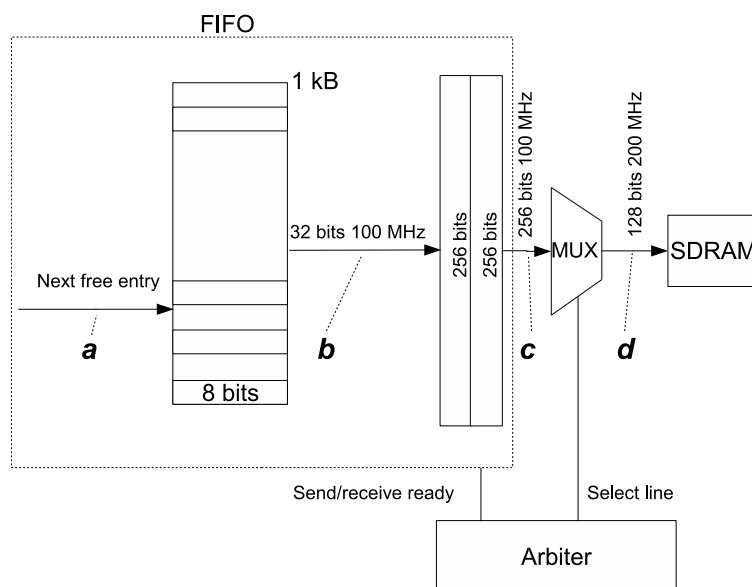 FIFO
1 kB
32 bits 100 MHz
256 bits
256 bits
256 bits 100 MHz
128 bits 200 MHz
MUX
SDRAM
Next free entry
a
b
c
d
8 bits
Send/receive ready
Select line
Arbiter